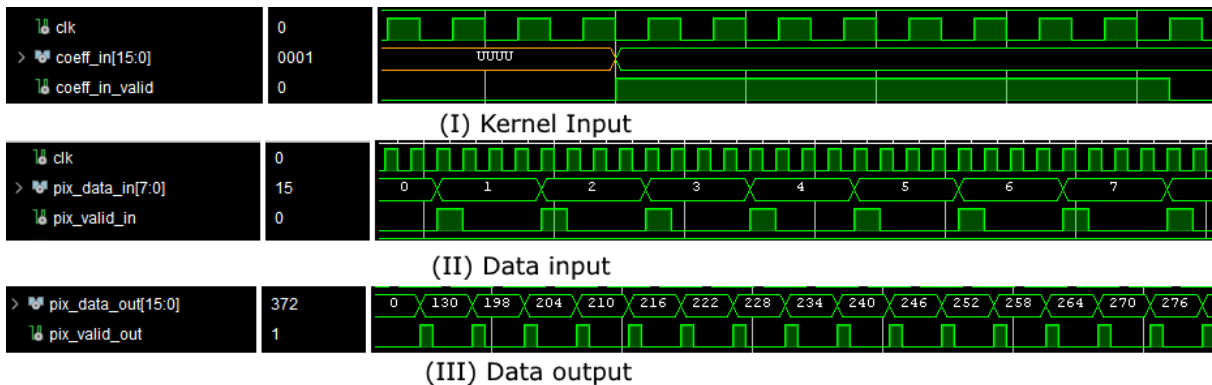 clk 0
coeff_in[15:0] 0001 UUUU
coeff_in_valid 0
(I) Kernel Input
clk 0
pix_data_in[7:0] 15 0 1 2 3 4 5 6 7
pix_valid_in 0
(II) Data input
pix_data_out[15:0] 372 0 130 198 204 210 216 222 228 234 240 246 252 258 264 270 276
pix_valid_out 1
(III) Data output